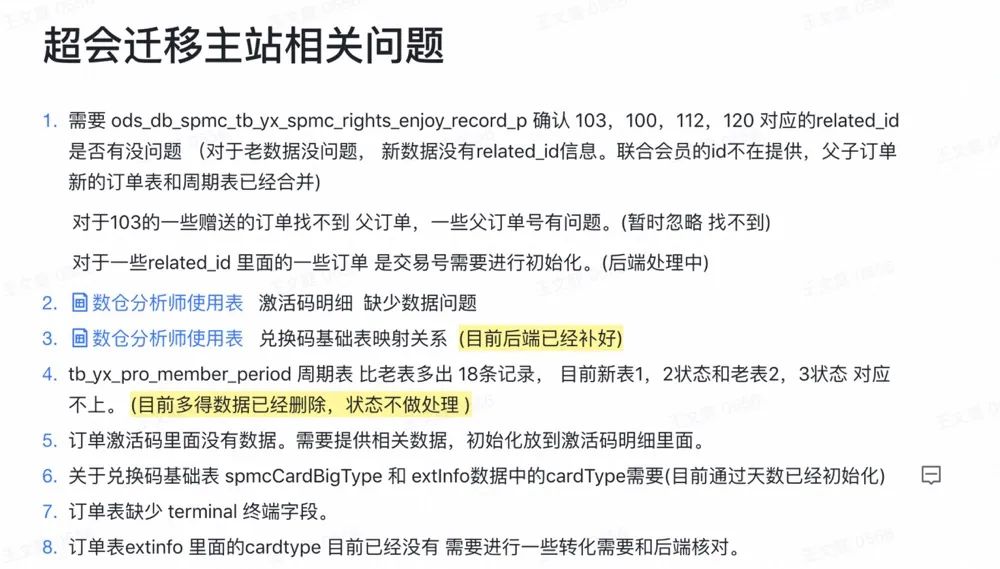 超会迁移主站相关问题
1. 需要 ods_db_spmc_tb_yx_spmc_rights_enjoy_record_p 确认 103，100，112，120 对应的related_id
是否有没问题 （对于老数据没问题， 新数据没有related_id信息。联合会员的id不在提供，父子订单
新的订单表和周期表已经合并)
对于103的一些赠送的订单找不到 父订单，一些父订单号有问题。(暂时忽略 找不到)
对于一些related_id 里面的一些订单 是交易号需要进行初始化。(后端处理中)
2. 数仓分析师使用表 激活码明细 缺少数据问题
3. 数仓分析师使用表 兑换码基础表映射关系 (目前后端已经补好)
4. tb_yx_pro_member_period 周期表 比老表多出 18条记录， 目前新表1，2状态和老表2，3状态 对应
不上。 (目前多得数据已经删除，状态不做处理 )
5. 订单激活码里面没有数据。需要提供相关数据，初始化放到激活码明细里面。
6. 关于兑换码基础表 spmcCardBigType 和 extInfo数据中的cardType需要(目前通过天数已经初始化)
7. 订单表缺少 terminal 终端字段。
8. 订单表extinfo 里面的cardtype 目前已经没有 需要进行一些转化需要和后端核对。